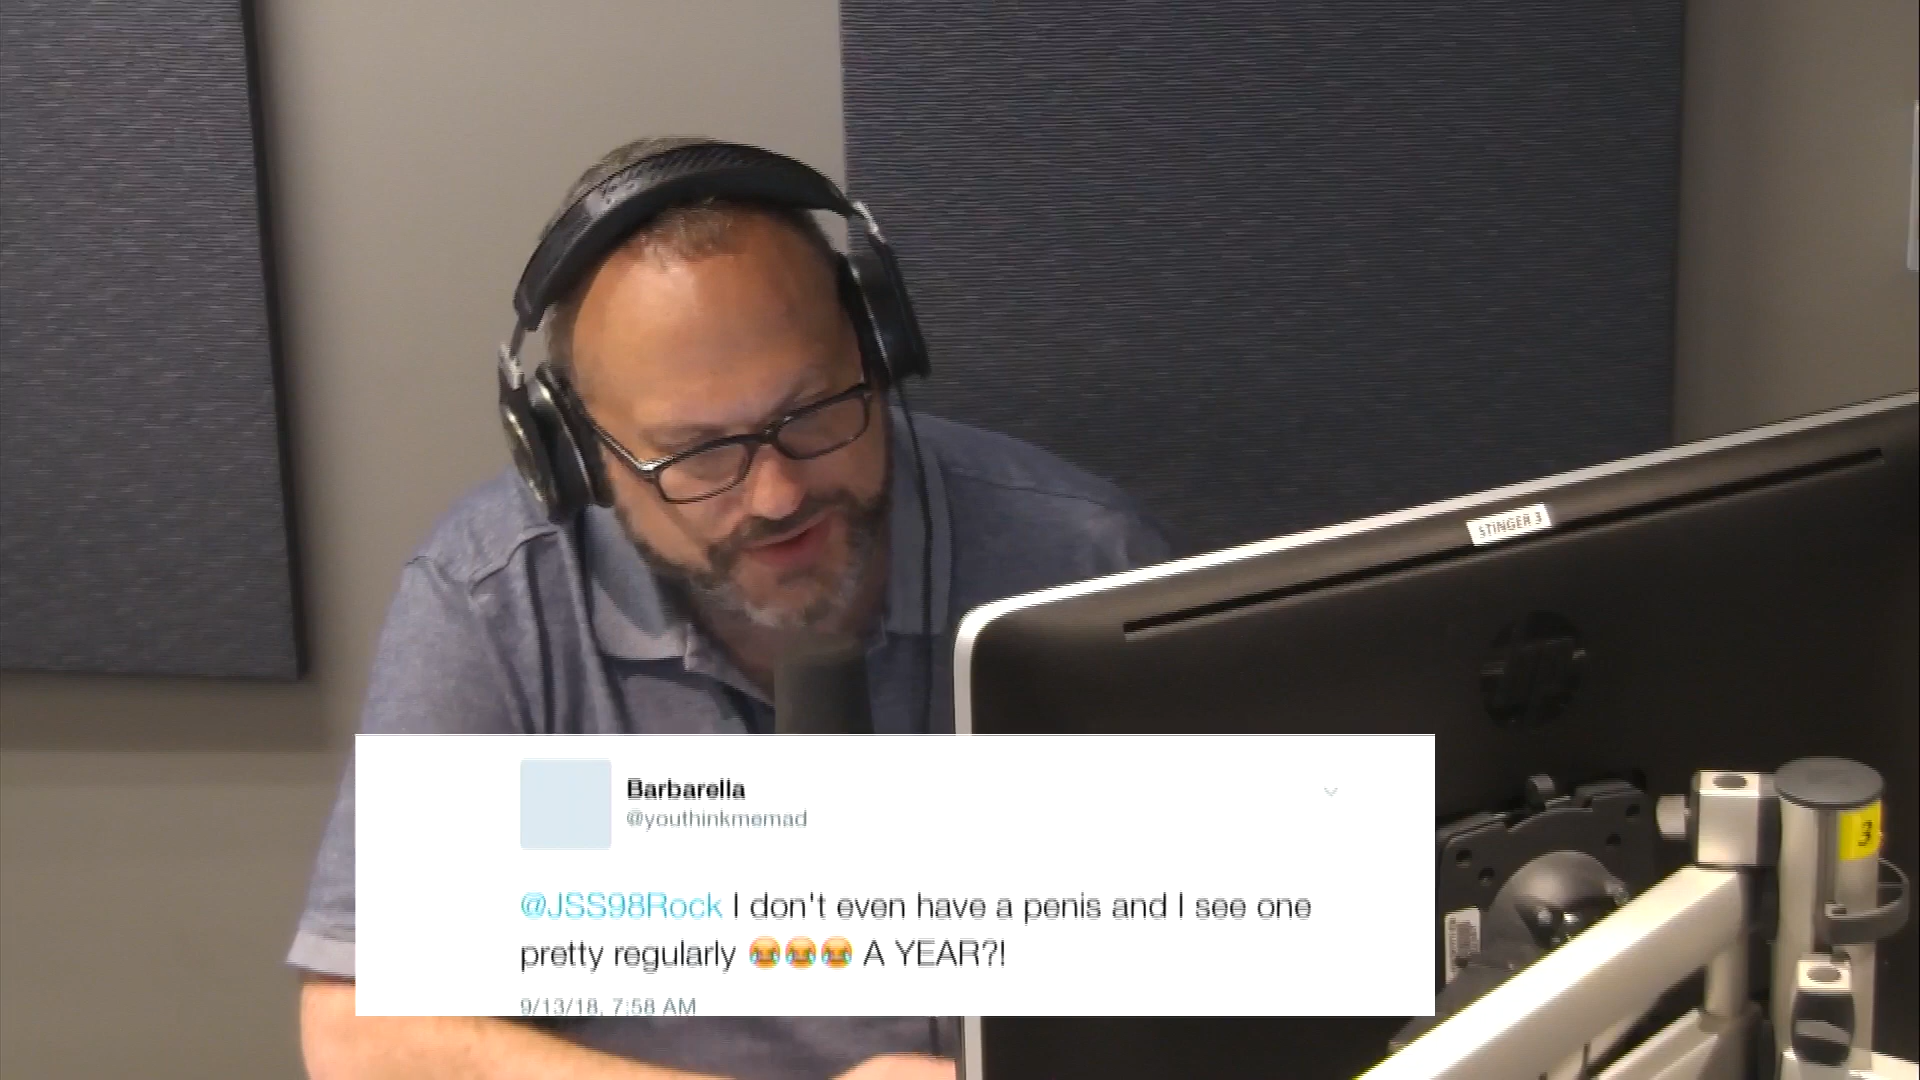 STINGER 3
hp
Barbarella
@youthinkmemad
@JSS98Rock I don't even have a penis and I see one
pretty regularly 😂😂😂 A YEAR?!
9/13/18, 7:58 AM
3